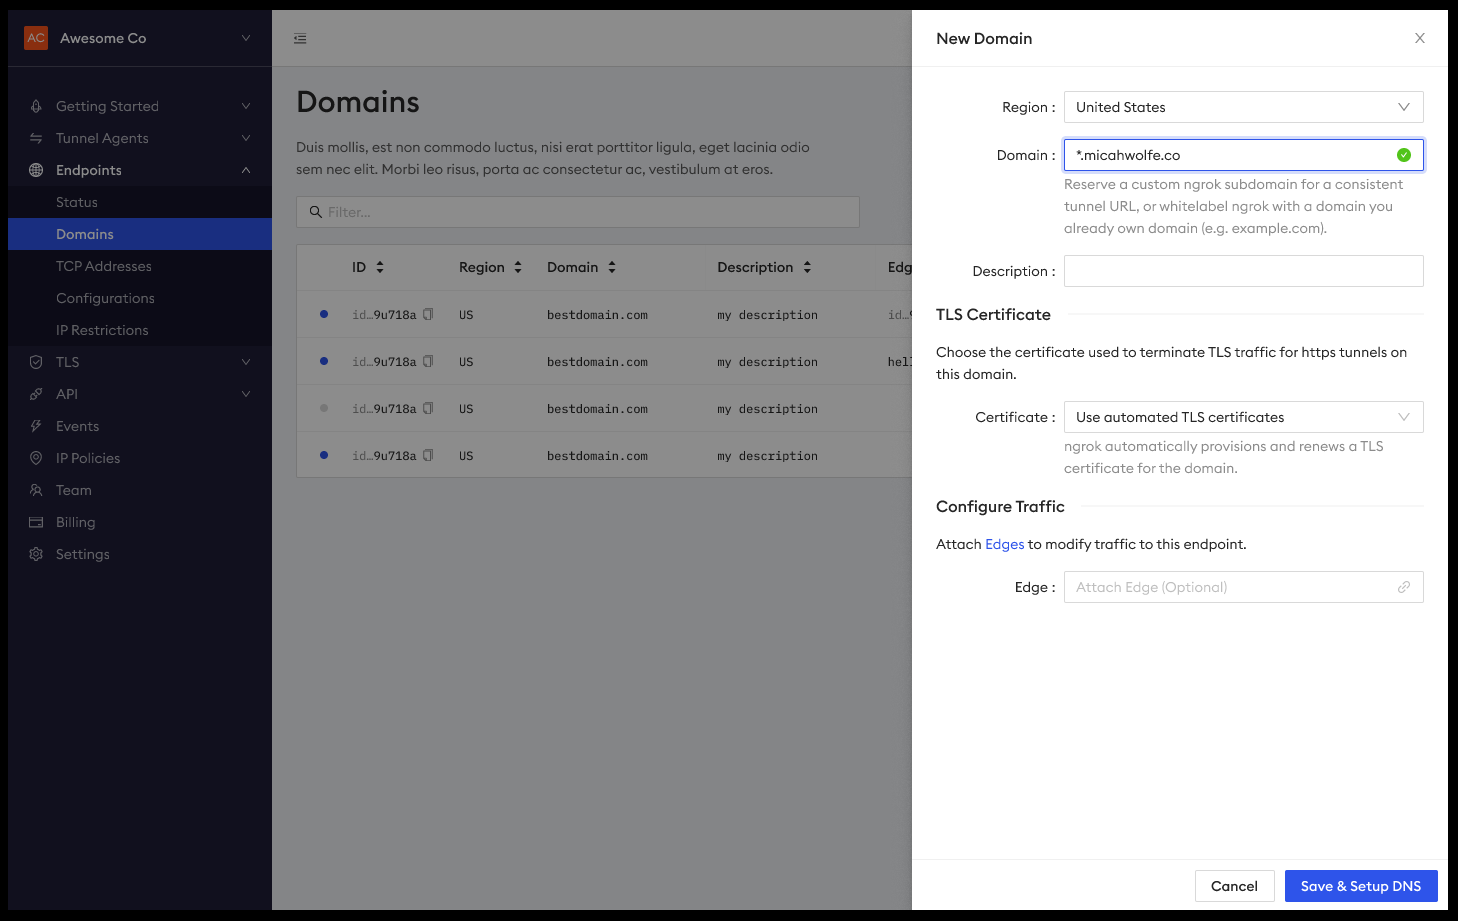 AC Awesome Co
Getting Started
Tunnel Agents
Endpoints
Status
Domains
TCP Addresses
Configurations
IP Restrictions
TLS
API
Events
IP Policies
Team
Billing
Settings
Domains
Duis mollis, est non commodo luctus, nisi erat porttitor ligula, eget lacinia odio
sem nec elit. Morbi leo risus, porta ac consectetur ac, vestibulum at eros.
Filter...
ID Region Domain Description Edg
id…9u718a US bestdomain.com my description id…9
id…9u718a US bestdomain.com my description hell
id…9u718a US bestdomain.com my description
id…9u718a US bestdomain.com my description
New Domain
Region : United States
Domain : *.micahwolfe.co
Reserve a custom ngrok subdomain for a consistent
tunnel URL, or whitelabel ngrok with a domain you
already own domain (e.g. example.com).
Description :
TLS Certificate
Choose the certificate used to terminate TLS traffic for https tunnels on
this domain.
Certificate : Use automated TLS certificates
ngrok automatically provisions and renews a TLS
certificate for the domain.
Configure Traffic
Attach Edges to modify traffic to this endpoint.
Edge : Attach Edge (Optional)
Cancel Save & Setup DNS